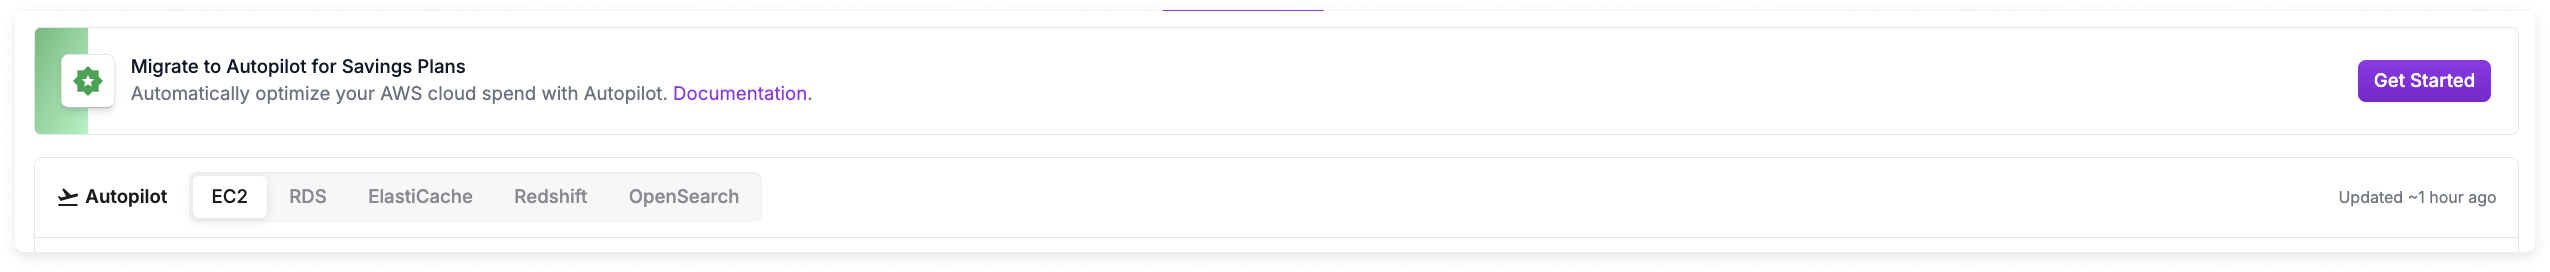 Migrate to Autopilot for Savings Plans
Automatically optimize your AWS cloud spend with Autopilot. Documentation.
Get Started
Autopilot EC2 RDS ElastiCache Redshift OpenSearch Updated ~1 hour ago